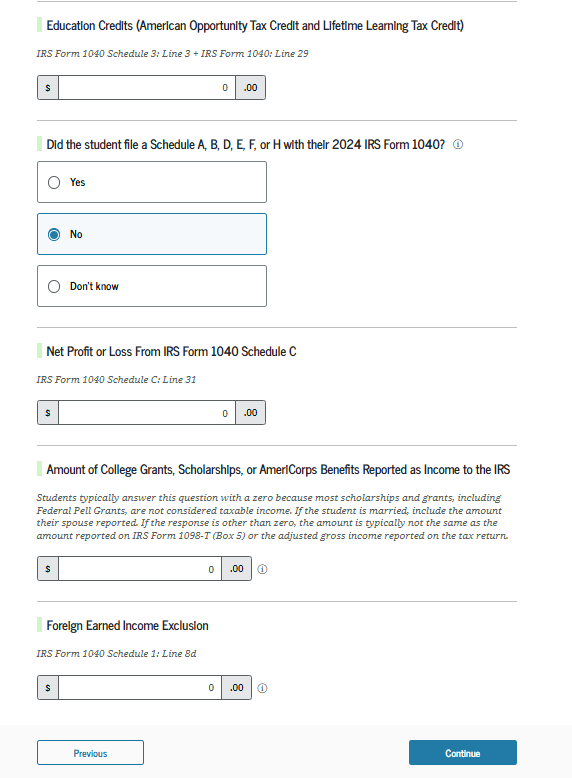 Education Credits (American Opportunity Tax Credit and Lifetime Learning Tax Credit)
IRS Form 1040 Schedule 3: Line 3 + IRS Form 1040: Line 29
$ 0 .00
Did the student file a Schedule A, B, D, E, F, or H with their 2024 IRS Form 1040?
Yes
No
Don't know
Net Profit or Loss From IRS Form 1040 Schedule C
IRS Form 1040 Schedule C: Line 31
$ 0 .00
Amount of College Grants, Scholarships, or AmeriCorps Benefits Reported as Income to the IRS
Students typically answer this question with a zero because most scholarships and grants, including
Federal Pell Grants, are not considered taxable income. If the student is married, include the amount
their spouse reported. If the response is other than zero, the amount is typically not the same as the
amount reported on IRS Form 1098-T (Box 5) or the adjusted gross income reported on the tax return.
$ 0 .00
Foreign Earned Income Exclusion
IRS Form 1040 Schedule 1: Line 8d
$ 0 .00
Previous
Continue